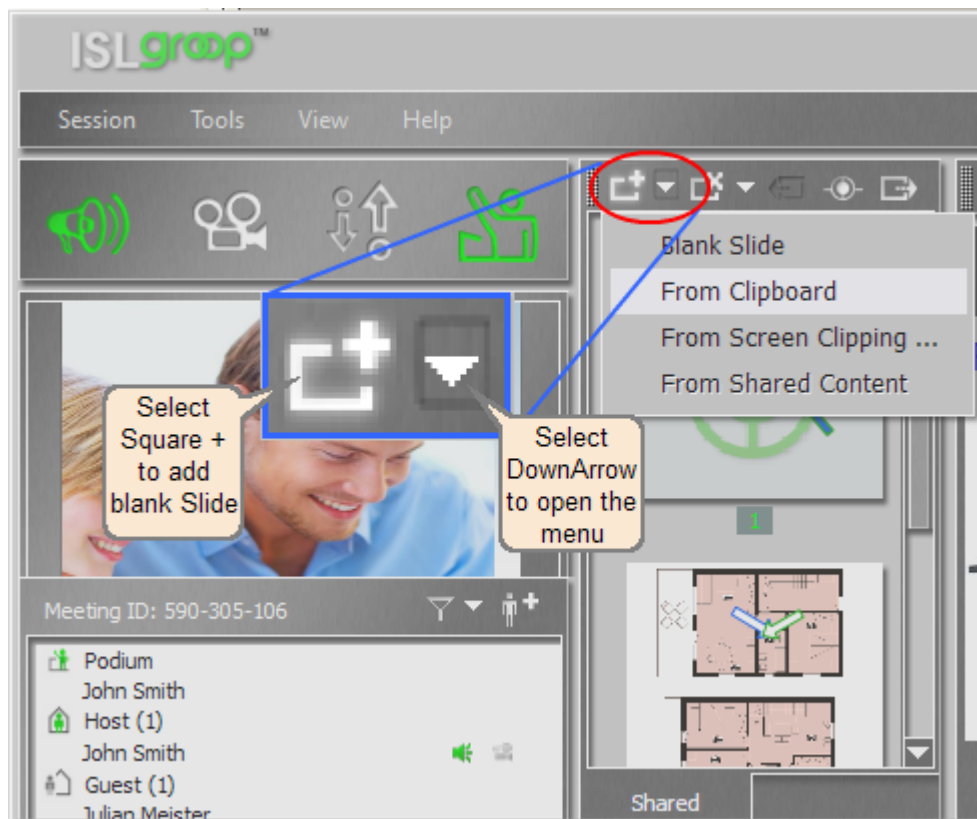 ISLgroop™
Session Tools View Help
Blank Slide
From Clipboard
From Screen Clipping ...
From Shared Content
Select
Square +
to add
blank Slide
Select
DownArrow
to open the
menu
1
Meeting ID: 590-305-106
Podium
John Smith
Host (1)
John Smith
Guest (1)
Julian Meister
Shared